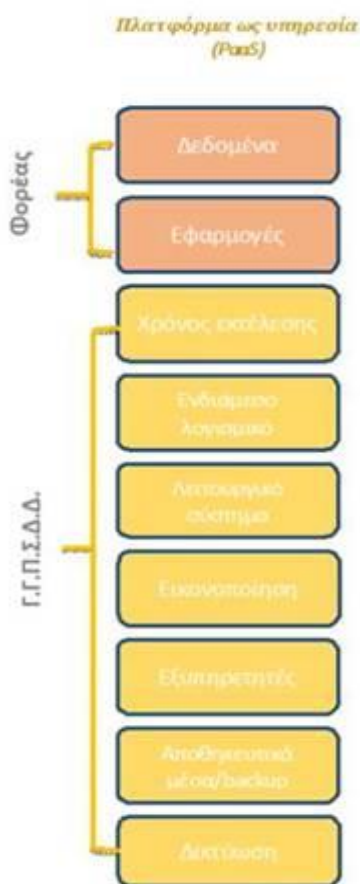 Πλατφόρμα ως υπηρεσία
(PaaS)
Φορέας
Δεδομένα
Εφαρμογές
Γ.Γ.Π.Σ.Δ.Δ.
Χρόνος εκτέλεσης
Ενδιάμεσο
λογισμικό
Λειτουργικό
σύστημα
Εικονοποίηση
Εξυπηρετητές
Αποθηκευτικά
μέσα/backup
Δικτύωση